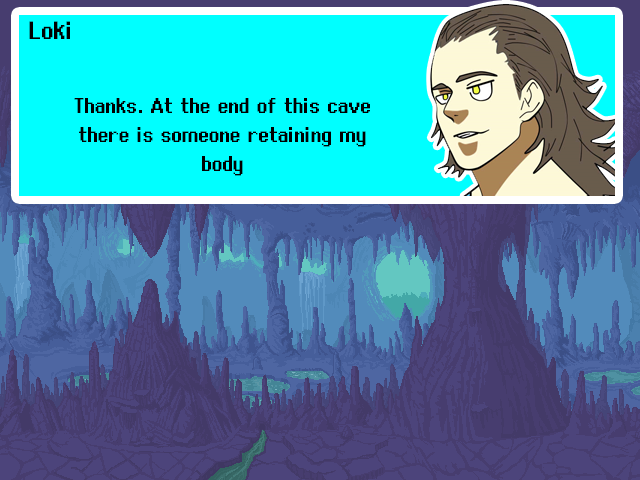 Loki
Thanks. At the end of this cave
there is someone retaining my
body